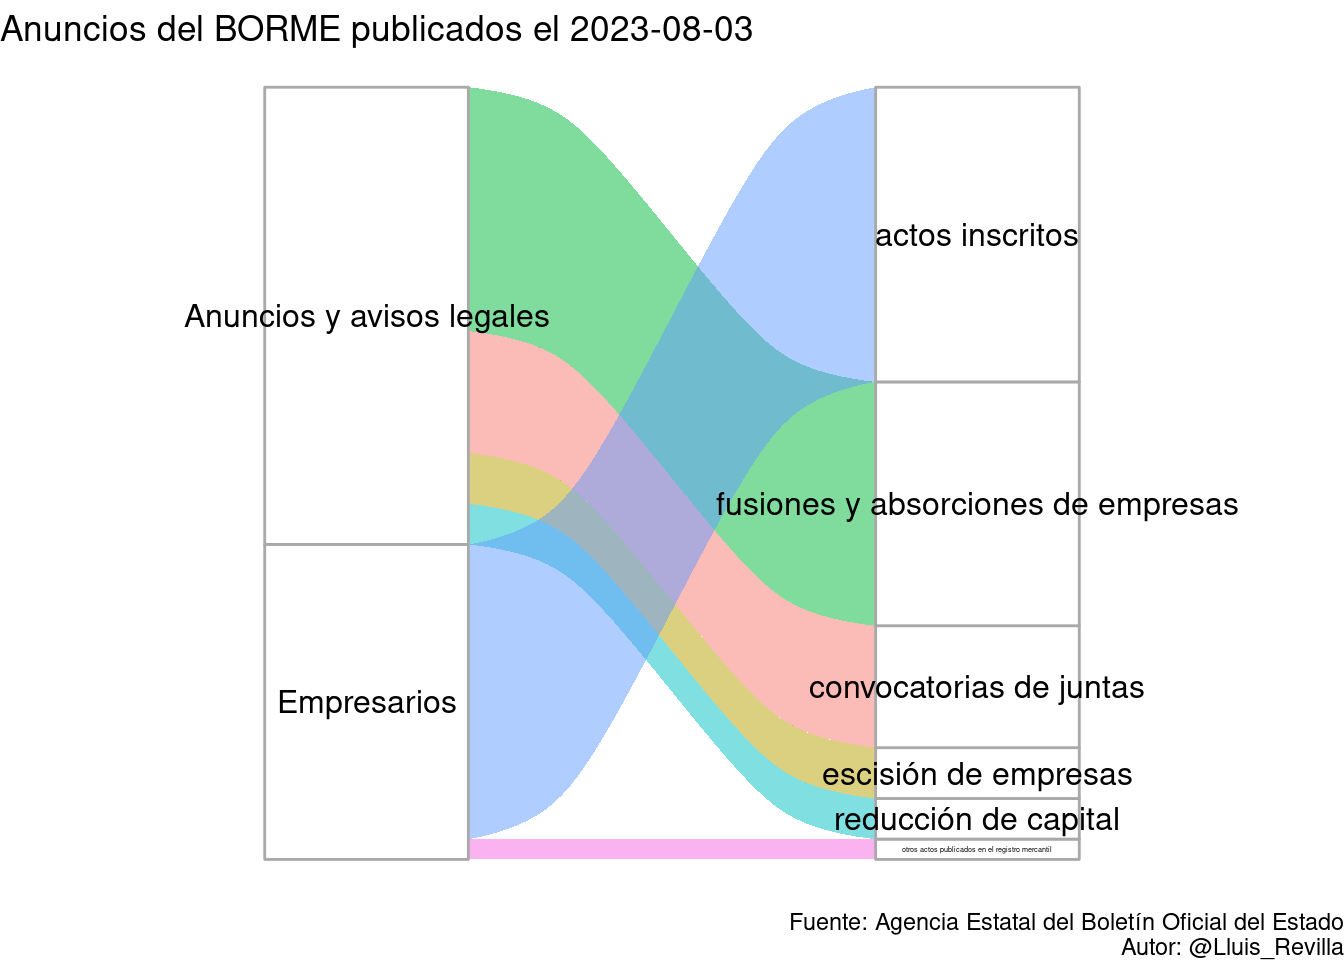 Anuncios del BORME publicados el 2023-08-03
actos inscritos
Anuncios y avisos legales
fusiones y absorciones de empresas
convocatorias de juntas
Empresarios
escisión de empresas
reducción de capital
otros actos publicados en el registro mercantil
Fuente: Agencia Estatal del Boletín Oficial del Estado
Autor: @Lluis_Revilla